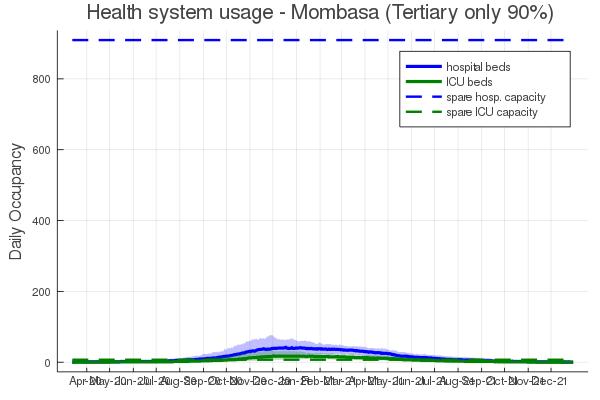 Health system usage - Mombasa (Tertiary only 90%)
hospital beds
ICU beds
spare hosp. capacity
spare ICU capacity
Daily Occupancy
800
600
400
200
0
Apr-20 May-20 Jun-20 Jul-20 Aug-20 Sep-20 Oct-20 Nov-20 Dec-20 Jan-21 Feb-21 Mar-21 Apr-21 May-21 Jun-21 Jul-21 Aug-21 Sep-21 Oct-21 Nov-21 Dec-21